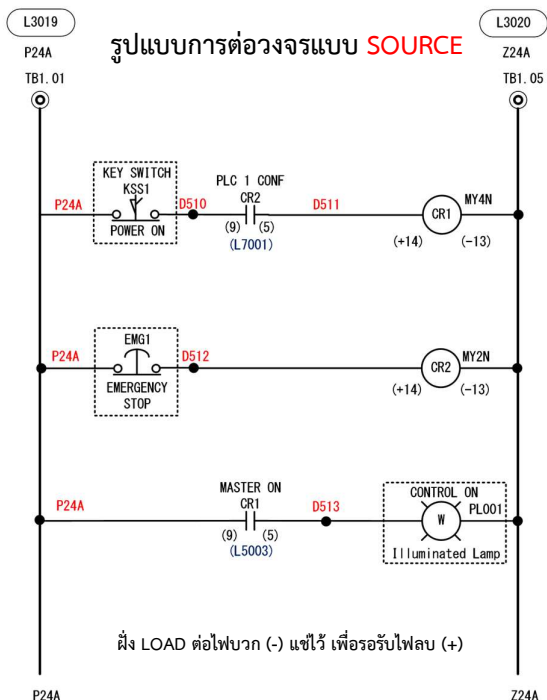 L3019
L3020
P24A
รูปแบบการต่อวงจรแบบ SOURCE
Z24A
TB1.01
TB1.05
KEY SWITCH
KSS1
PLC 1 CONF
P24A
D510
CR2
D511
CR1
MY4N
POWER ON
(9) (5)
(L7001)
(+14)
(-13)
EMG1
P24A
D512
CR2
MY2N
EMERGENCY
STOP
(+14)
(-13)
MASTER ON
CONTROL ON
P24A
CR1
D513
W
PL001
(9) (5)
(L5003)
Illuminated Lamp
ฝั่ง LOAD ต่อไฟบวก (-) แช่ไว้ เพื่อรอรับไฟลบ (+)
P24A
Z24A